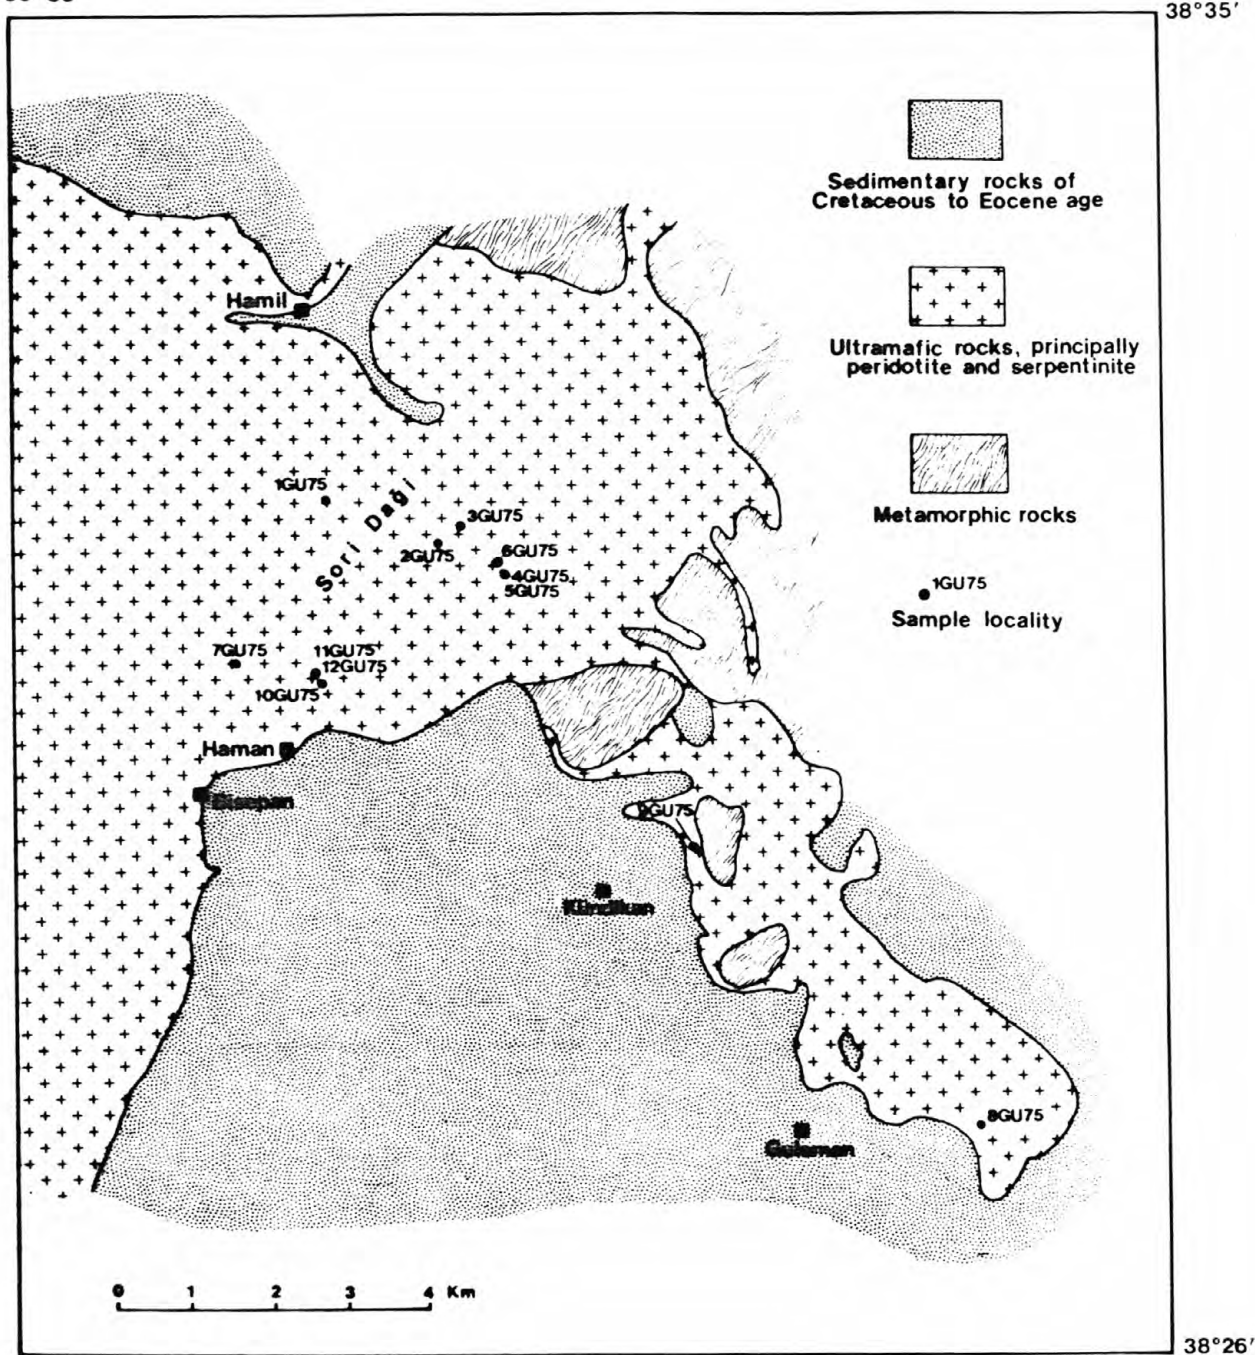 38°35'
Sedimentary rocks of
Cretaceous to Eocene age
Hamil
Ultramafic rocks, principally
peridotite and serpentinite
1GU75
Sori Daği
3GU75
2GU75
Metamorphic rocks
6GU75
4GU75
5GU75
1GU75
Sample locality
7GU75
11GU75
12GU75
10GU75
Haman
9GU75
8GU75
Guleman
0 1 2 3 4 Km
38°26'